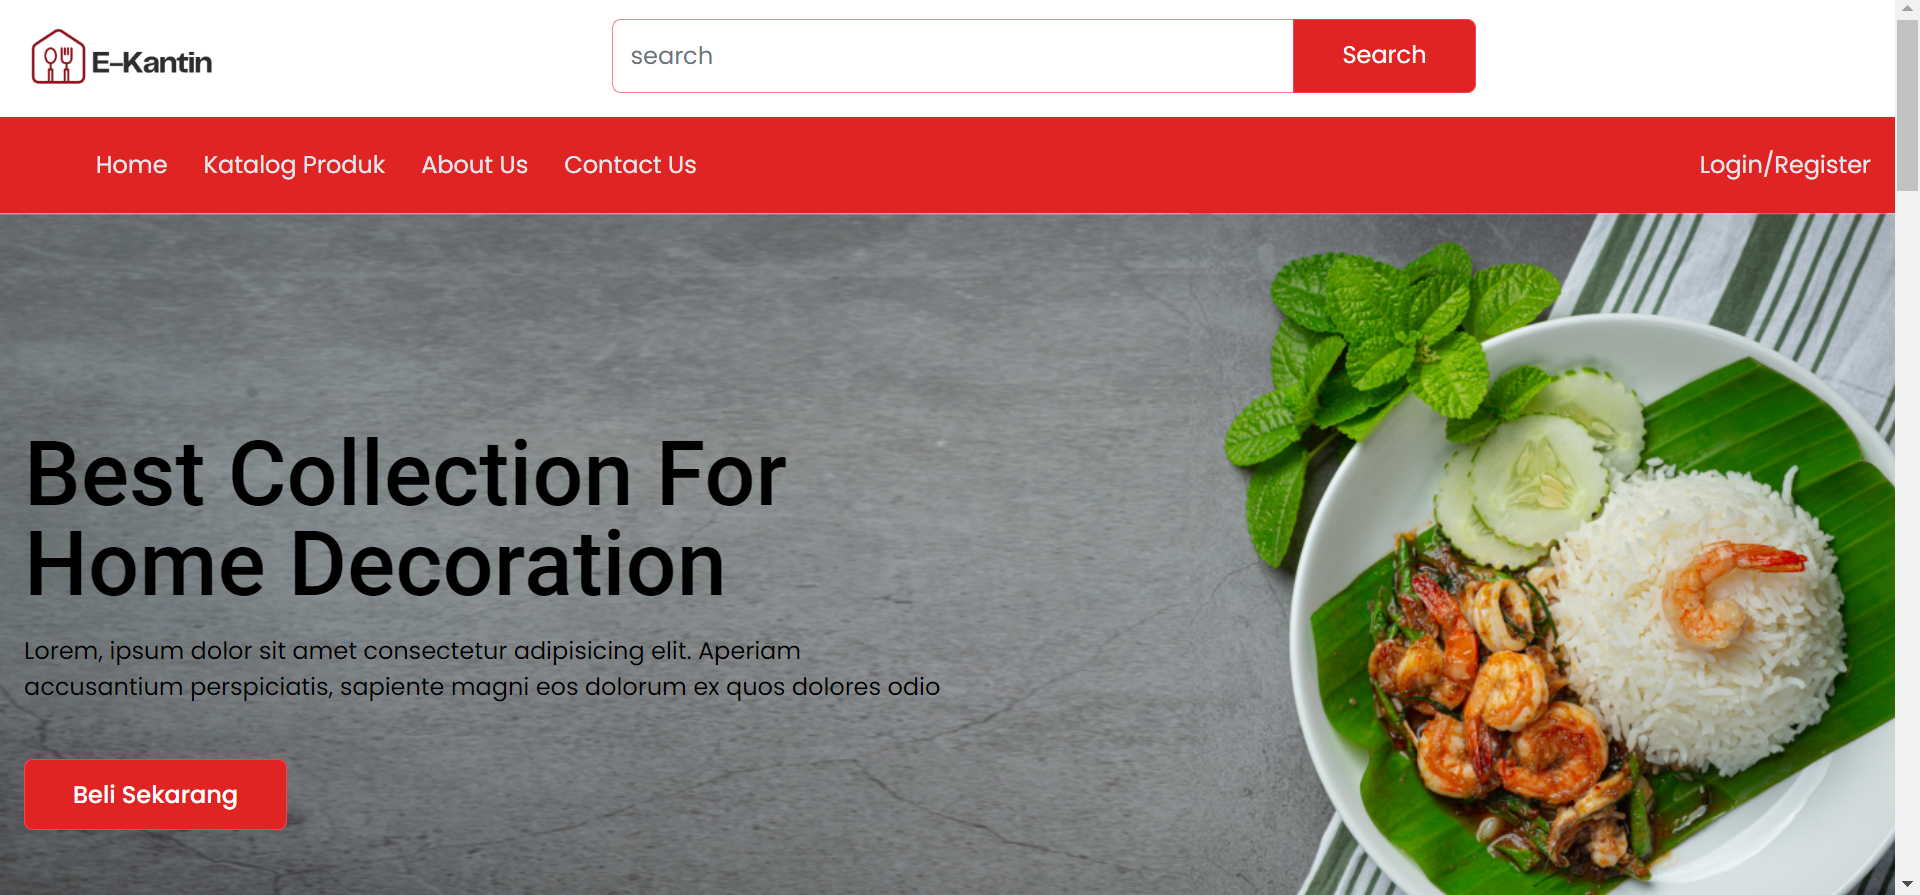 E-Kantin
search
Search
Home
Katalog Produk
About Us
Contact Us
Login/Register
Best Collection For
Home Decoration
Lorem, ipsum dolor sit amet consectetur adipisicing elit. Aperiam
accusantium perspiciatis, sapiente magni eos dolorum ex quos dolores odio
Beli Sekarang